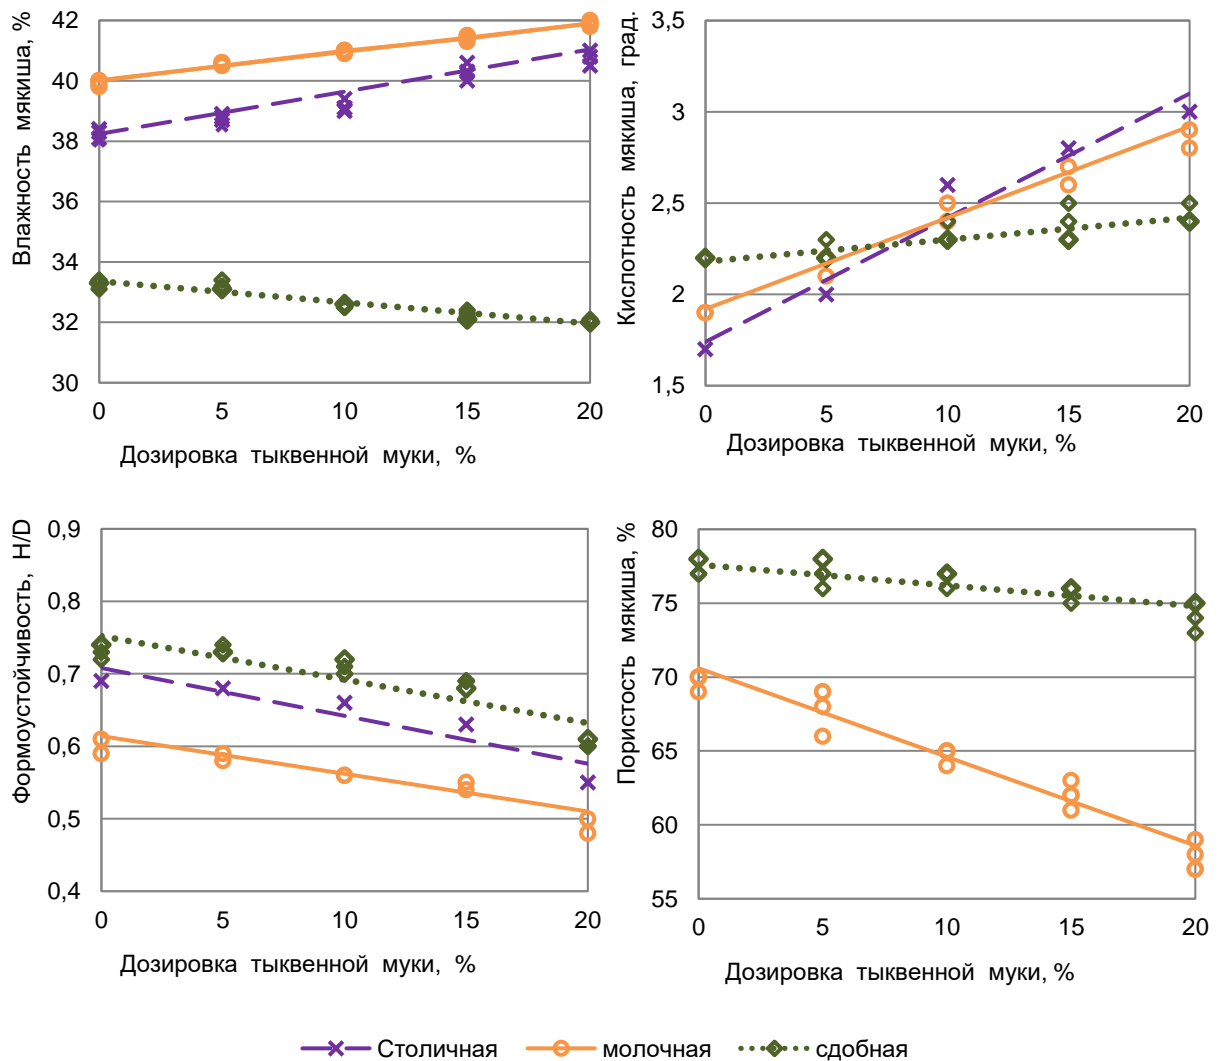 Влажность мякиша, %
42
40
38
36
34
32
30
0 5 10 15 20
Дозировка тыквенной муки, %
Кислотность мякиша, град.
3,5
3
2,5
2
1,5
0 5 10 15 20
Дозировка тыквенной муки, %
Формоустойчивость, H/D
0,9
0,8
0,7
0,6
0,5
0,4
0 5 10 15 20
Дозировка тыквенной муки, %
Пористость мякиша, %
80
75
70
65
60
55
0 5 10 15 20
Дозировка тыквенной муки, %
Столичная молочная сдобная